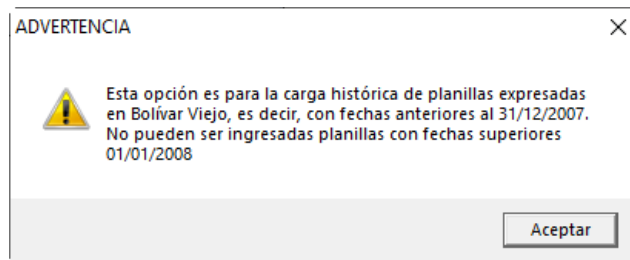 ADVERTENCIA
Esta opción es para la carga histórica de planillas expresadas
en Bolívar Viejo, es decir, con fechas anteriores al 31/12/2007.
No pueden ser ingresadas planillas con fechas superiores
01/01/2008
Aceptar